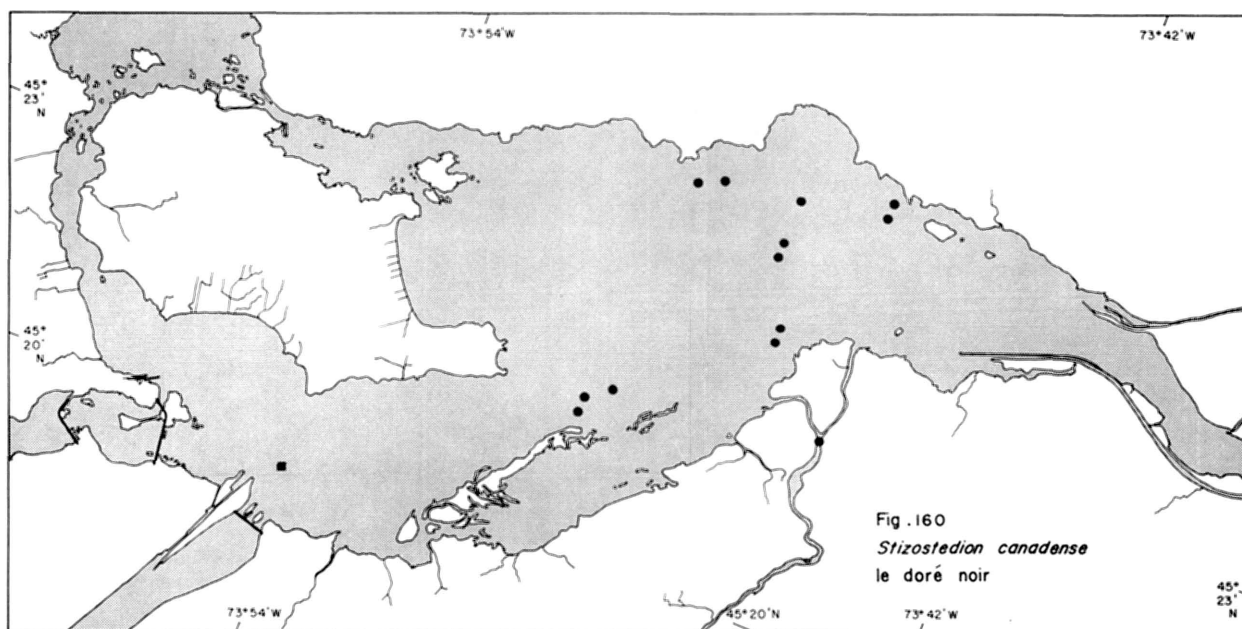 73°54'W
73°42'W
45°
23'
N
45°
20'
N
Fig.160
Stizostedion canadense
le doré noir
73°54'W
45°20'N
73°42'W
45°
23'
N